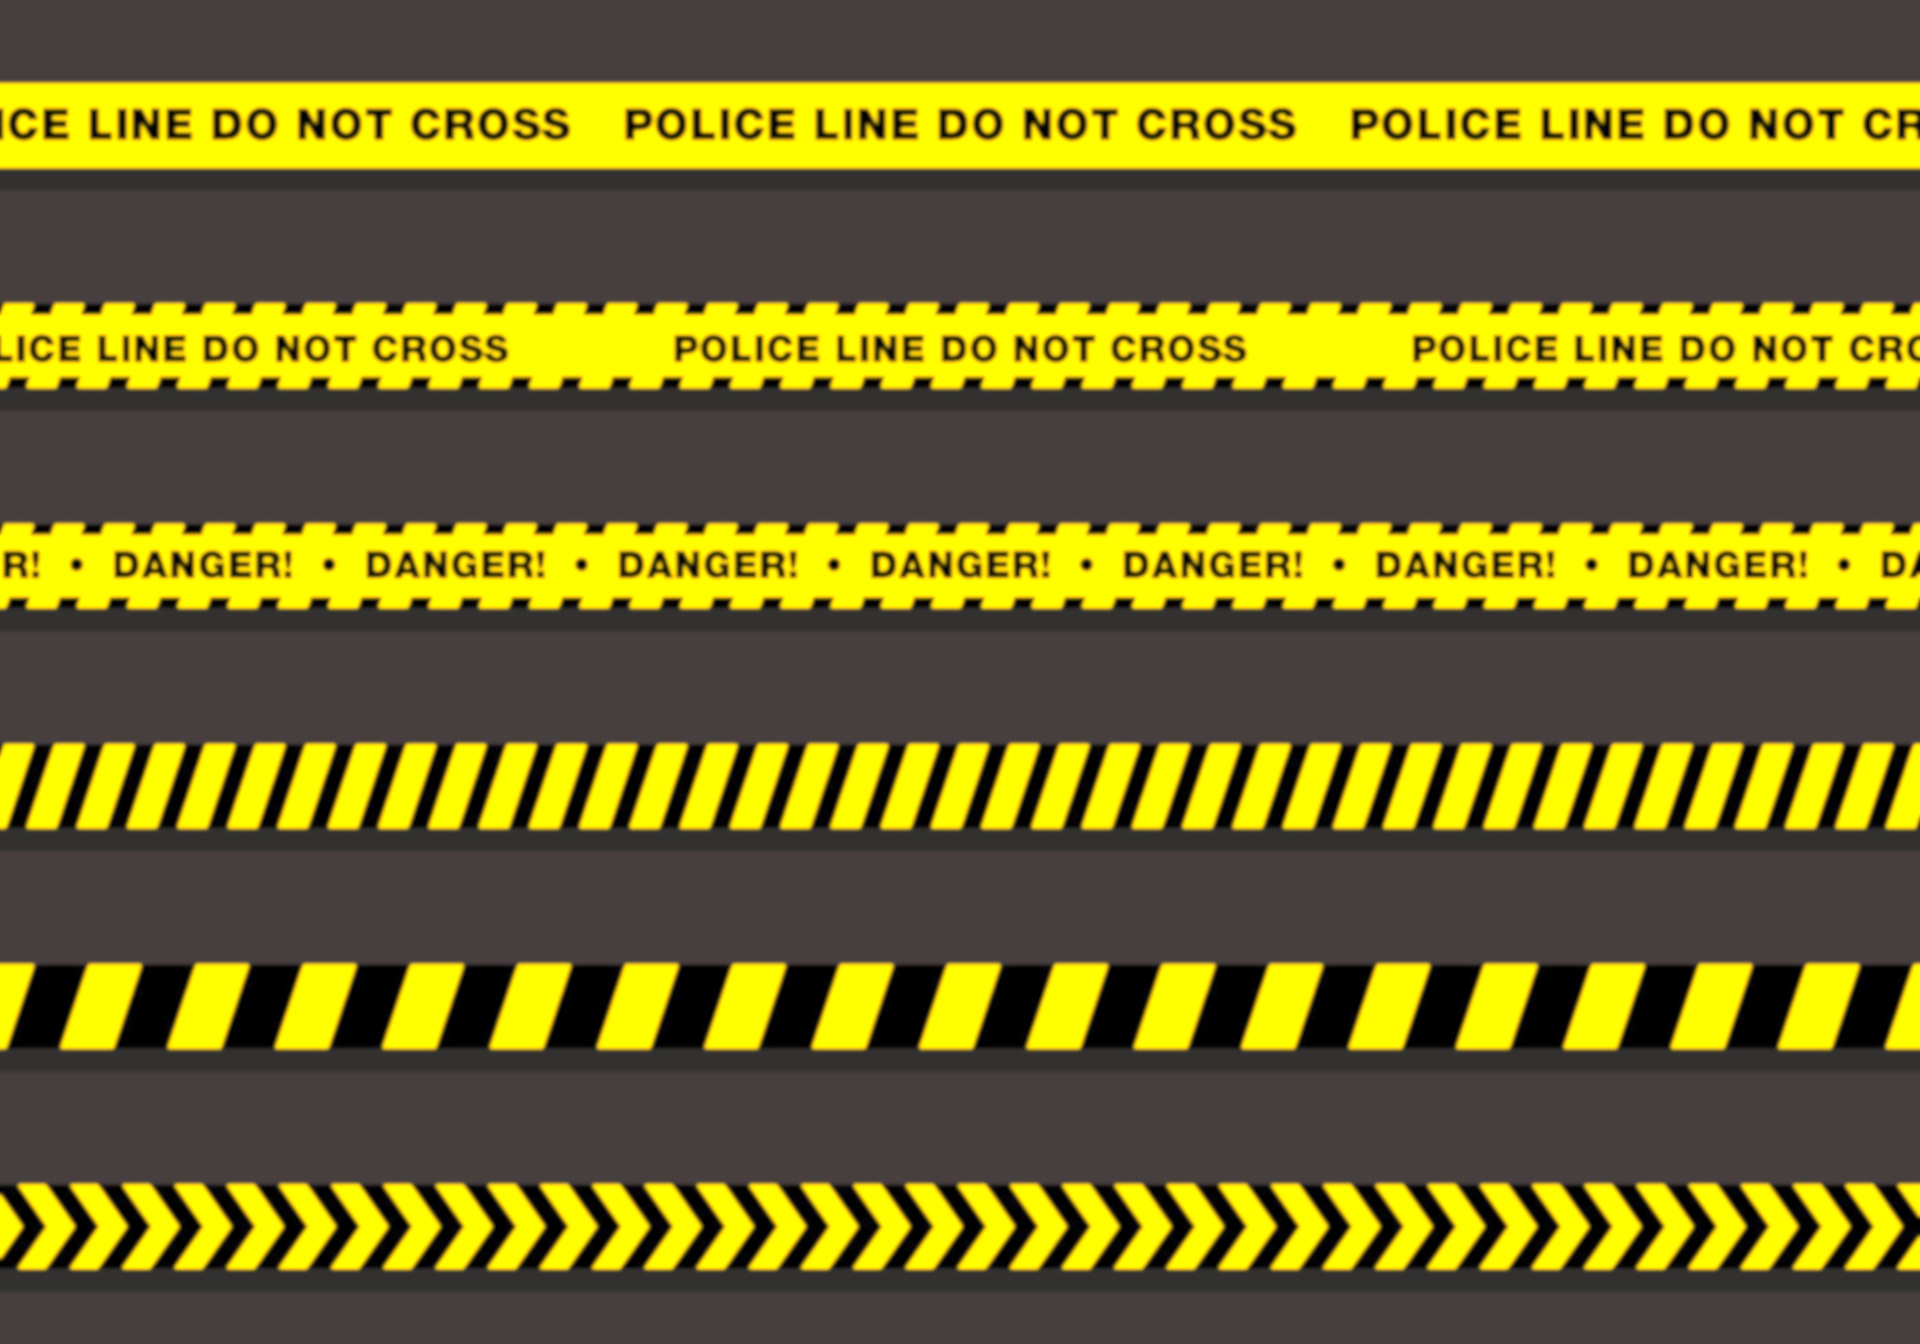 ICE LINE DO NOT CROSS POLICE LINE DO NOT CROSS POLICE LINE DO NOT CR
LICE LINE DO NOT CROSS POLICE LINE DO NOT CROSS POLICE LINE DO NOT CRO
R! • DANGER! • DANGER! • DANGER! • DANGER! • DANGER! • DANGER! • DANGER! • DA